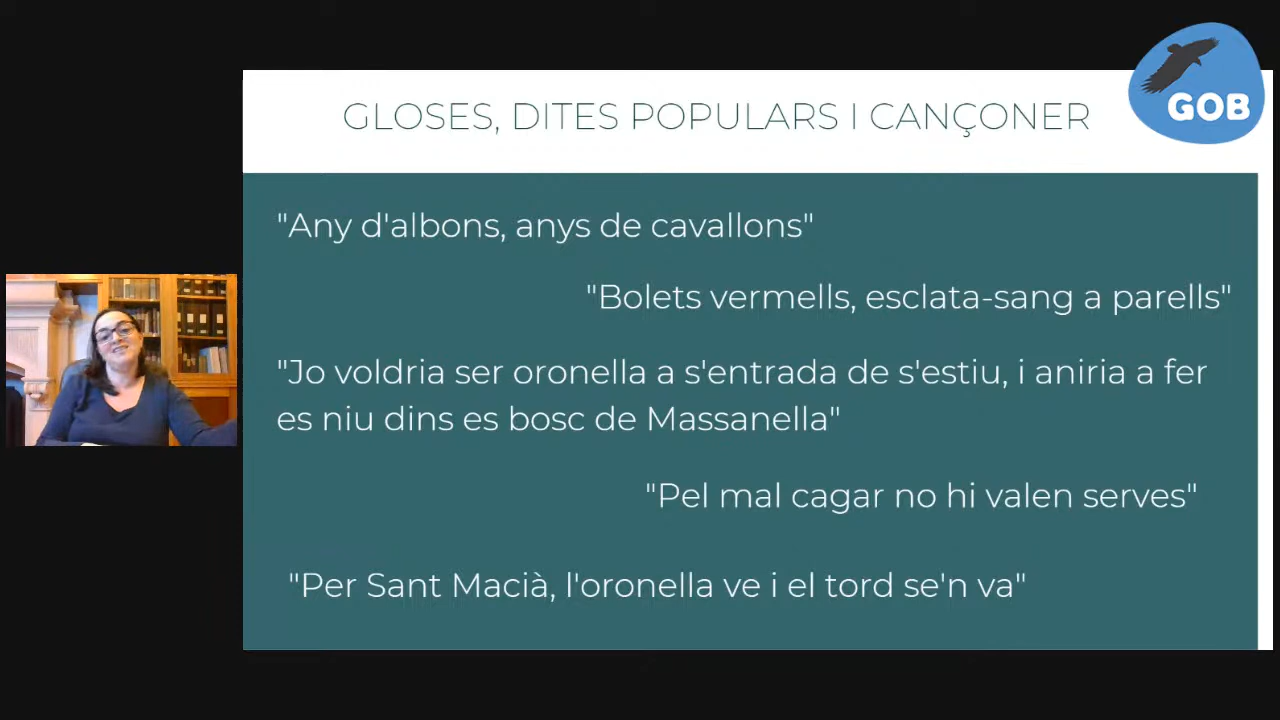 GLOSES, DITES POPULARS I CANÇONER
GOB
"Any d'albons, anys de cavallons"
"Bolets vermells, esclata-sang a parells"
"Jo voldria ser oronella a s'entrada de s'estiu, i aniria a fer
es niu dins es bosc de Massanella"
"Pel mal cagar no hi valen serves"
"Per Sant Macià, l'oronella ve i el tord se'n va"